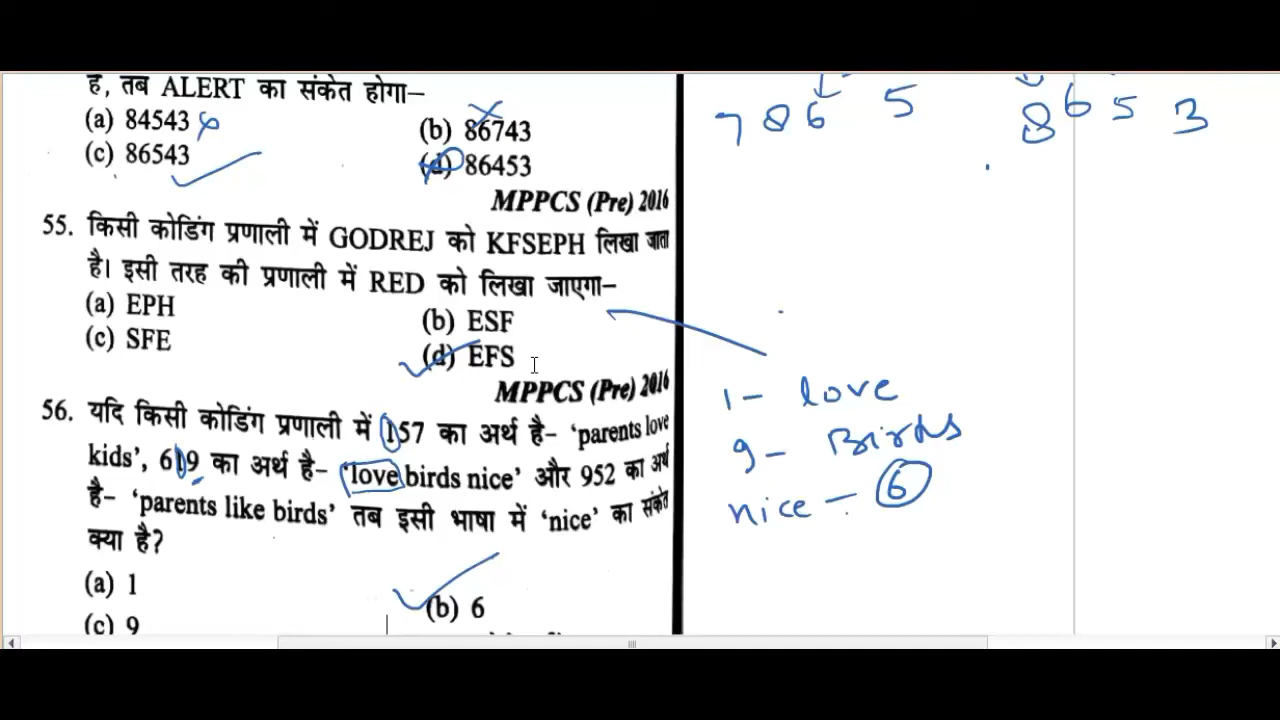 है, तब ALERT का संकेत होगा–
(a) 84543
(b) 86743
(c) 86543
(d) 86453
MPPCS (Pre) 2016
55. किसी कोडिंग प्रणाली में GODREJ को KFSEPH लिखा जाता
है। इसी तरह की प्रणाली में RED को लिखा जाएगा–
(a) EPH
(b) ESF
(c) SFE
(d) EFS
MPPCS (Pre) 2016
56. यदि किसी कोडिंग प्रणाली में 157 का अर्थ है– 'parents love
kids', 619 का अर्थ है– 'love birds nice' और 952 का अर्थ
है– 'parents like birds' तब इसी भाषा में 'nice' का संकेत
क्या है?
(a) 1
(b) 6
(c) 9
7 8 6 5
8 6 5 3
1 – love
9 – Birds
nice – 6